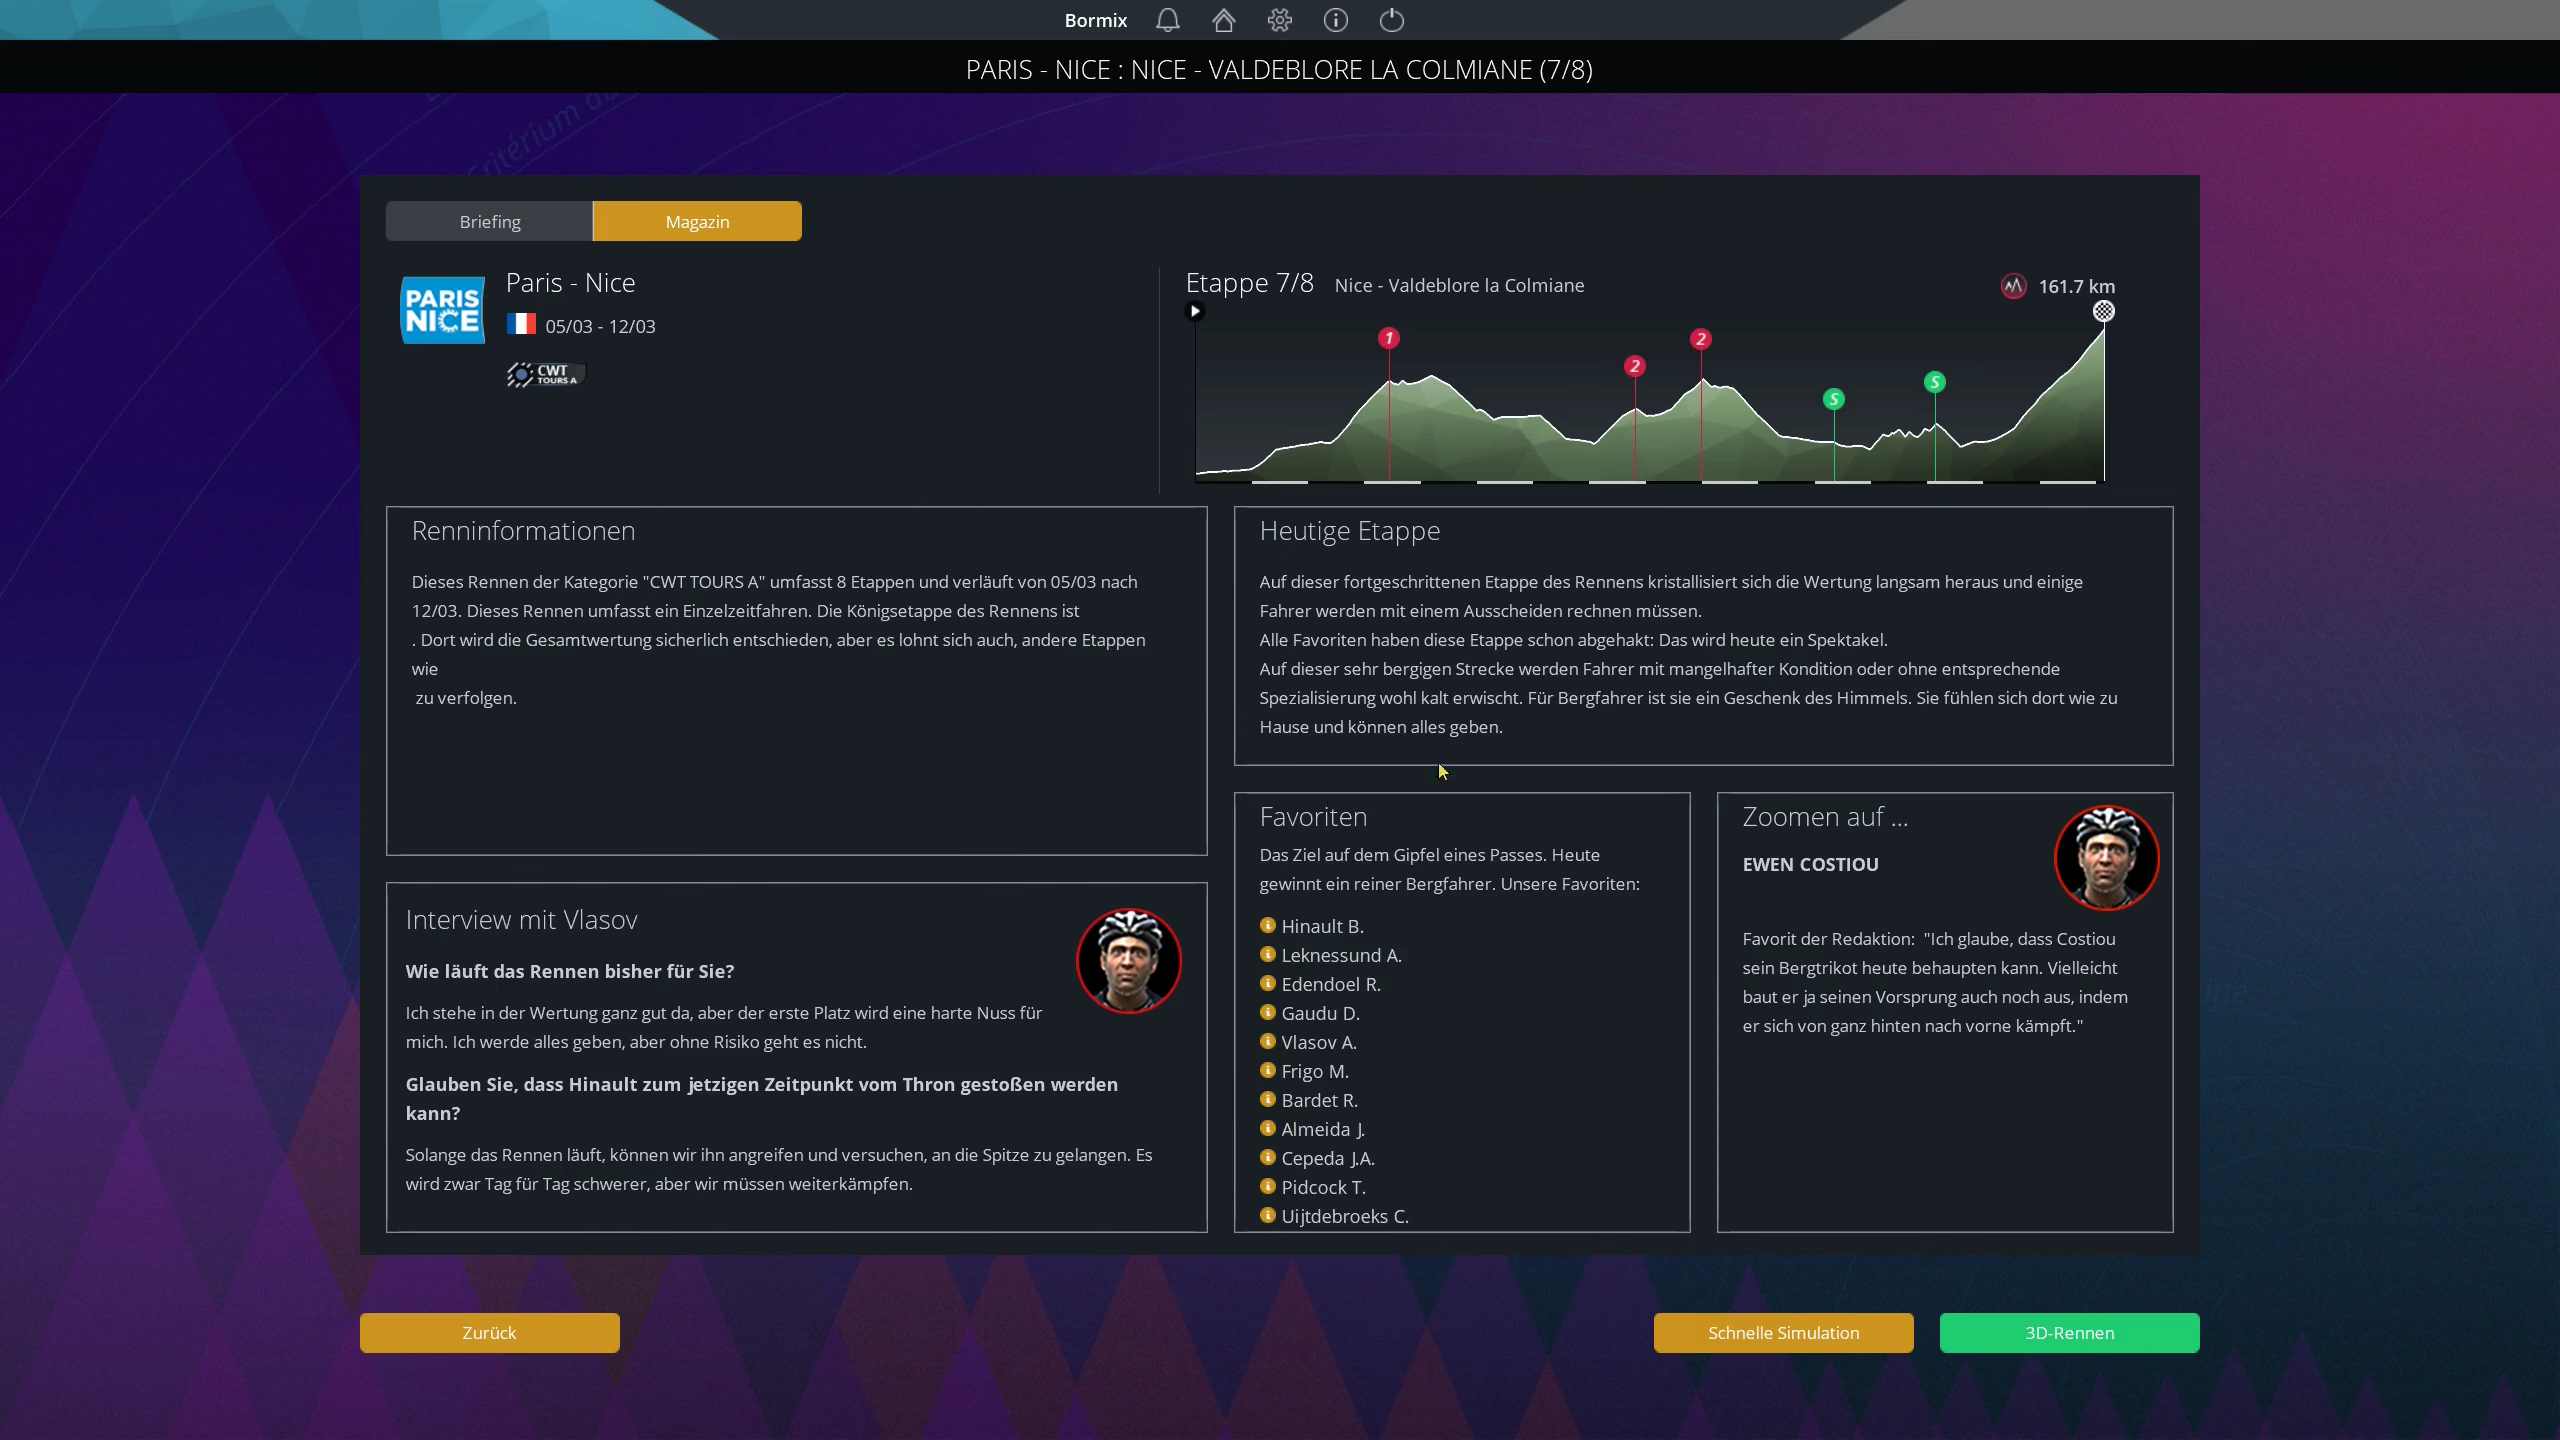 Bormix
PARIS - NICE : NICE - VALDEBLORE LA COLMIANE (7/8)
Critérium du
Briefing
Magazin
PARIS
NICE
Paris - Nice
05/03 - 12/03
CWT
TOURS A
Etappe 7/8
Nice - Valdeblore la Colmiane
161.7 km
1
2
2
S
S
Renninformationen
Dieses Rennen der Kategorie "CWT TOURS A" umfasst 8 Etappen und verläuft von 05/03 nach
12/03. Dieses Rennen umfasst ein Einzelzeitfahren. Die Königsetappe des Rennens ist
. Dort wird die Gesamtwertung sicherlich entschieden, aber es lohnt sich auch, andere Etappen
wie
zu verfolgen.
Heutige Etappe
Auf dieser fortgeschrittenen Etappe des Rennens kristallisiert sich die Wertung langsam heraus und einige
Fahrer werden mit einem Ausscheiden rechnen müssen.
Alle Favoriten haben diese Etappe schon abgehakt: Das wird heute ein Spektakel.
Auf dieser sehr bergigen Strecke werden Fahrer mit mangelhafter Kondition oder ohne entsprechende
Spezialisierung wohl kalt erwischt. Für Bergfahrer ist sie ein Geschenk des Himmels. Sie fühlen sich dort wie zu
Hause und können alles geben.
Interview mit Vlasov
Wie läuft das Rennen bisher für Sie?
Ich stehe in der Wertung ganz gut da, aber der erste Platz wird eine harte Nuss für
mich. Ich werde alles geben, aber ohne Risiko geht es nicht.
Glauben Sie, dass Hinault zum jetzigen Zeitpunkt vom Thron gestoßen werden
kann?
Solange das Rennen läuft, können wir ihn angreifen und versuchen, an die Spitze zu gelangen. Es
wird zwar Tag für Tag schwerer, aber wir müssen weiterkämpfen.
Favoriten
Das Ziel auf dem Gipfel eines Passes. Heute
gewinnt ein reiner Bergfahrer. Unsere Favoriten:
Hinault B.
Leknessund A.
Edendoel R.
Gaudu D.
Vlasov A.
Frigo M.
Bardet R.
Almeida J.
Cepeda J.A.
Pidcock T.
Uijtdebroeks C.
Zoomen auf ...
EWEN COSTIOU
Favorit der Redaktion: "Ich glaube, dass Costiou
sein Bergtrikot heute behaupten kann. Vielleicht
baut er ja seinen Vorsprung auch noch aus, indem
er sich von ganz hinten nach vorne kämpft."
Zurück
Schnelle Simulation
3D-Rennen